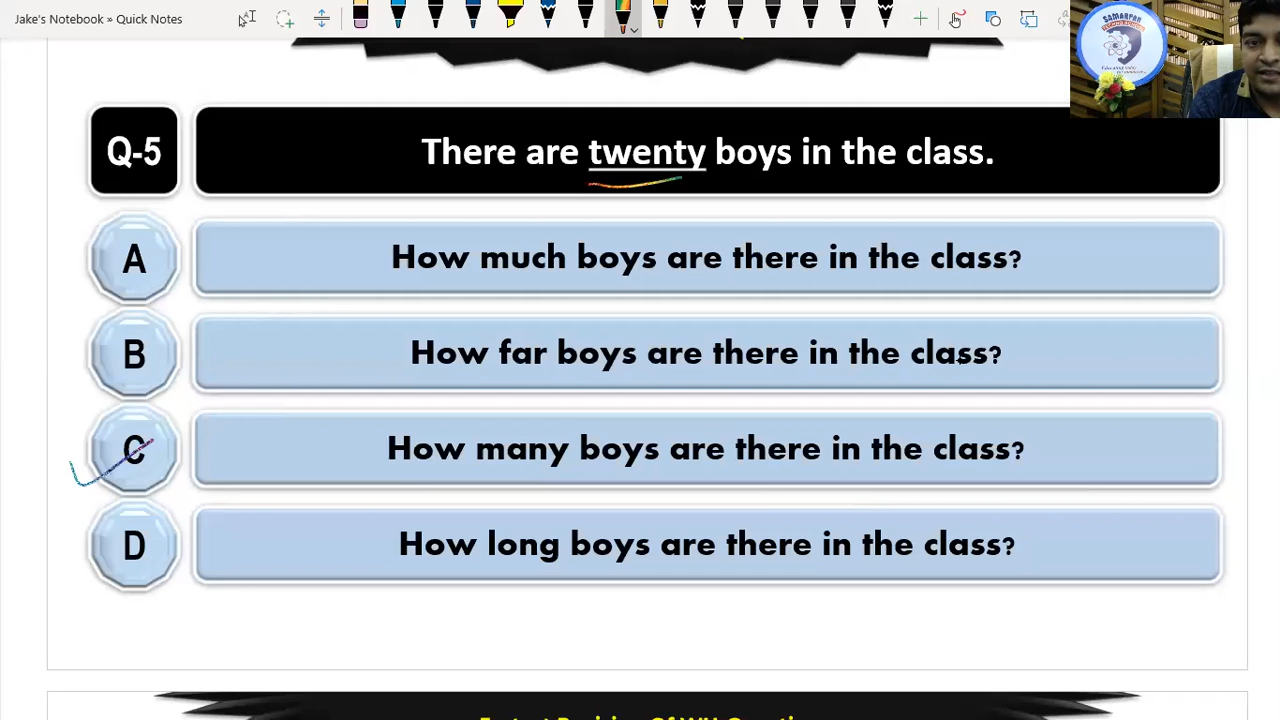 Jake's Notebook » Quick Notes
SAMARPAN
Q-5
There are twenty boys in the class.
A
How much boys are there in the class?
B
How far boys are there in the class?
C
How many boys are there in the class?
D
How long boys are there in the class?